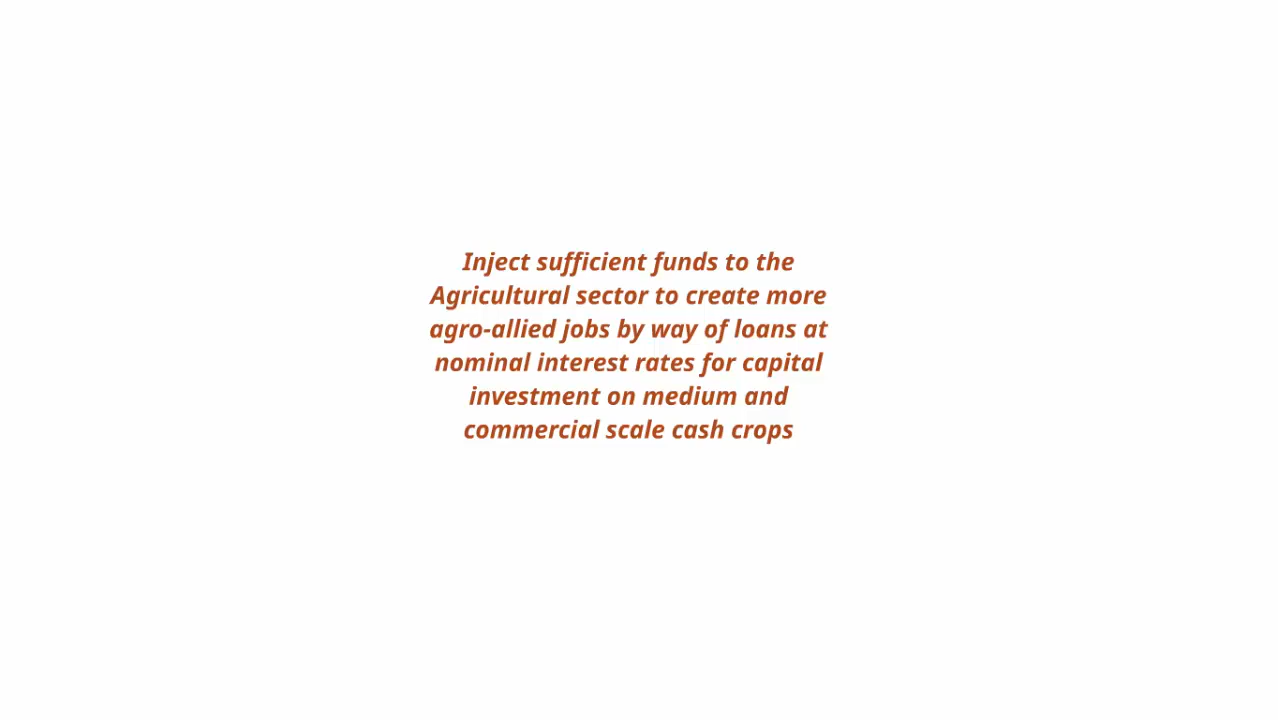 Inject sufficient funds to the
Agricultural sector to create more
agro-allied jobs by way of loans at
nominal interest rates for capital
investment on medium and
commercial scale cash crops